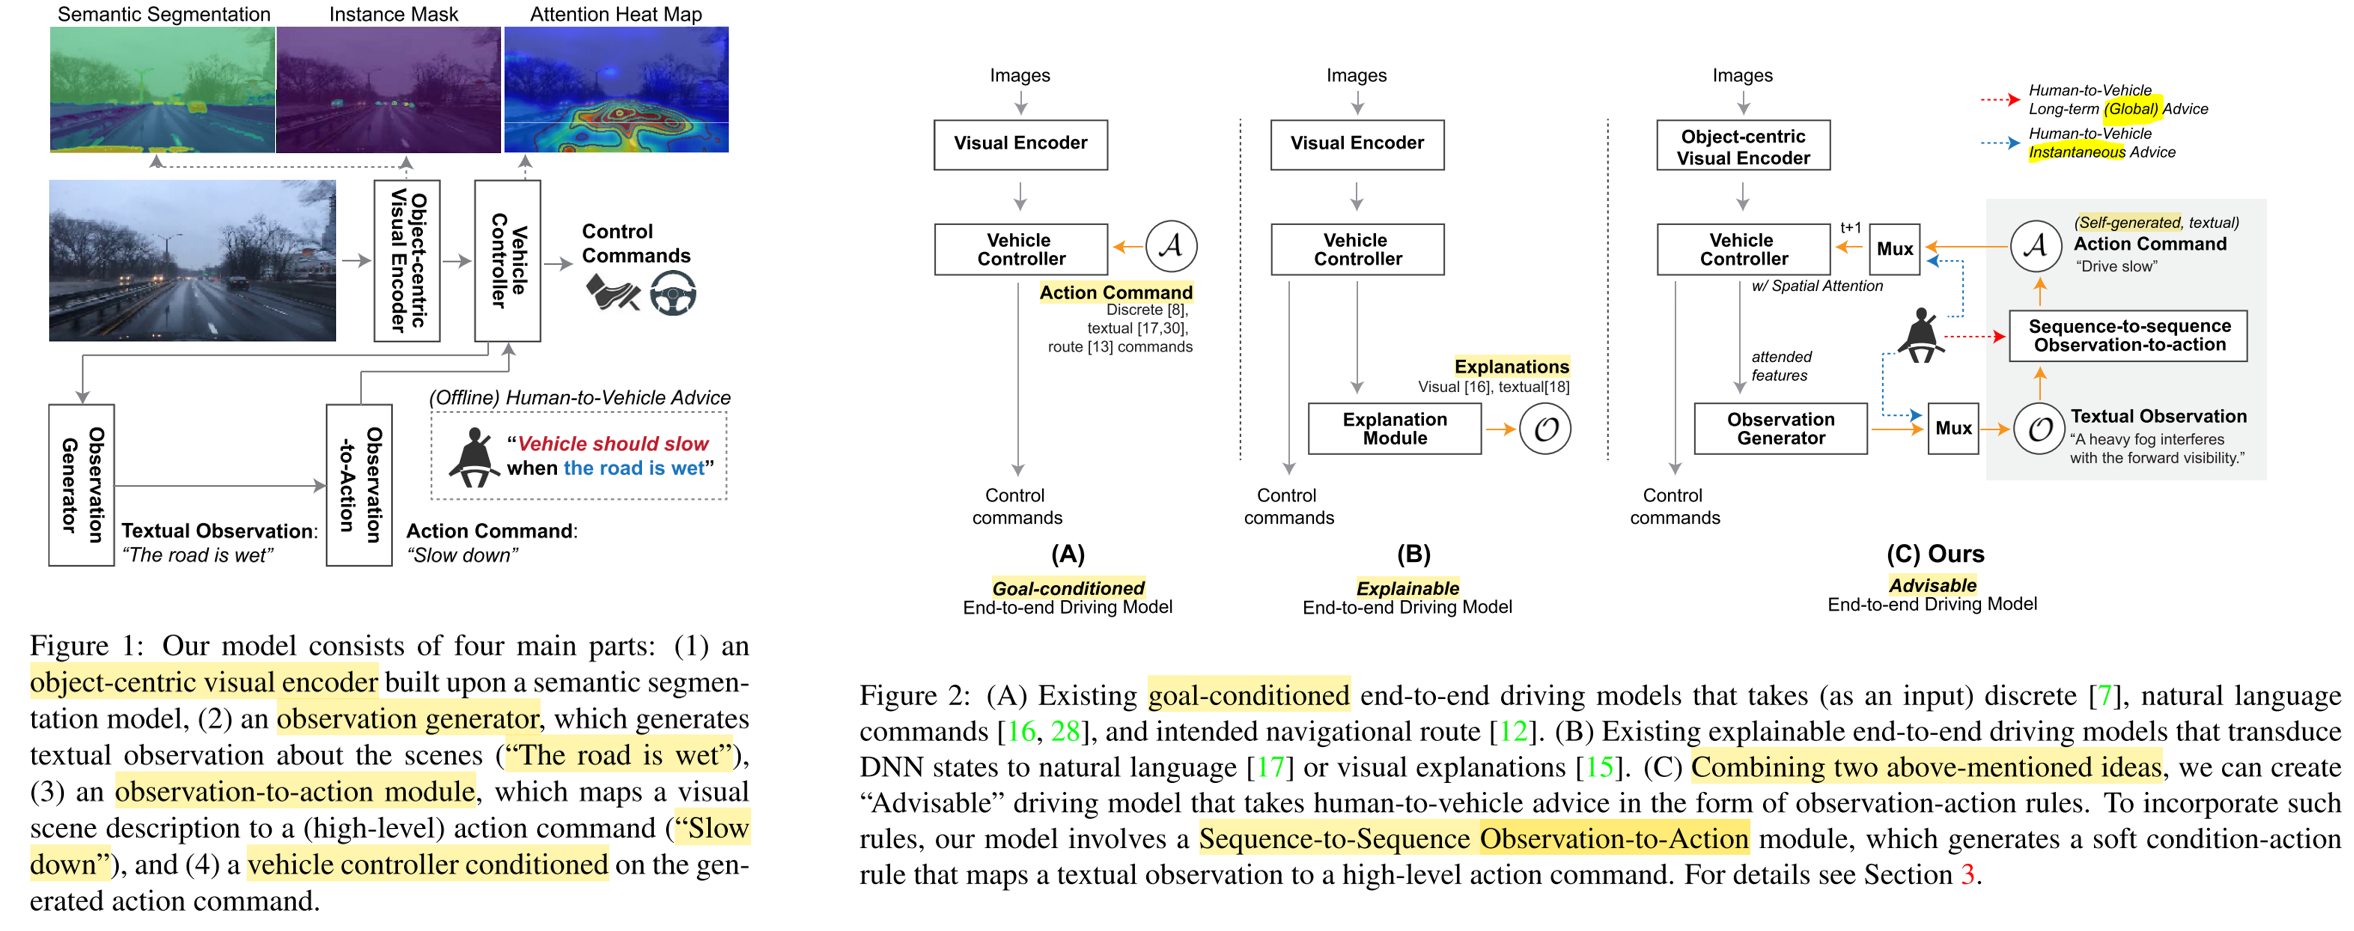 Semantic Segmentation
Instance Mask
Attention Heat Map
Object-centric
Visual Encoder
Vehicle
Controller
Control
Commands
Observation
Generator
Observation
-to-Action
(Offline) Human-to-Vehicle Advice
“Vehicle should slow
when the road is wet”
Textual Observation:
“The road is wet”
Action Command:
“Slow down”
Figure 1: Our model consists of four main parts: (1) an
object-centric visual encoder built upon a semantic segmen-
tation model, (2) an observation generator, which generates
textual observation about the scenes (“The road is wet”),
(3) an observation-to-action module, which maps a visual
scene description to a (high-level) action command (“Slow
down”), and (4) a vehicle controller conditioned on the gen-
erated action command.
Images
Visual Encoder
Vehicle
Controller
A
Action Command
Discrete [8],
textual [17,30],
route [13] commands
Control
commands
(A)
Goal-conditioned
End-to-end Driving Model
Images
Visual Encoder
Vehicle
Controller
Explanations
Visual [16], textual[18]
Explanation
Module
O
Control
commands
(B)
Explainable
End-to-end Driving Model
Images
Object-centric
Visual Encoder
Human-to-Vehicle
Long-term (Global) Advice
Human-to-Vehicle
Instantaneous Advice
Vehicle
Controller
w/ Spatial Attention
t+1
Mux
A
(Self-generated, textual)
Action Command
“Drive slow”
Sequence-to-sequence
Observation-to-action
attended
features
Observation
Generator
Mux
O
Textual Observation
“A heavy fog interferes
with the forward visibility.”
Control
commands
(C) Ours
Advisable
End-to-end Driving Model
Figure 2: (A) Existing goal-conditioned end-to-end driving models that takes (as an input) discrete [7], natural language
commands [16, 28], and intended navigational route [12]. (B) Existing explainable end-to-end driving models that transduce
DNN states to natural language [17] or visual explanations [15]. (C) Combining two above-mentioned ideas, we can create
“Advisable” driving model that takes human-to-vehicle advice in the form of observation-action rules. To incorporate such
rules, our model involves a Sequence-to-Sequence Observation-to-Action module, which generates a soft condition-action
rule that maps a textual observation to a high-level action command. For details see Section 3.